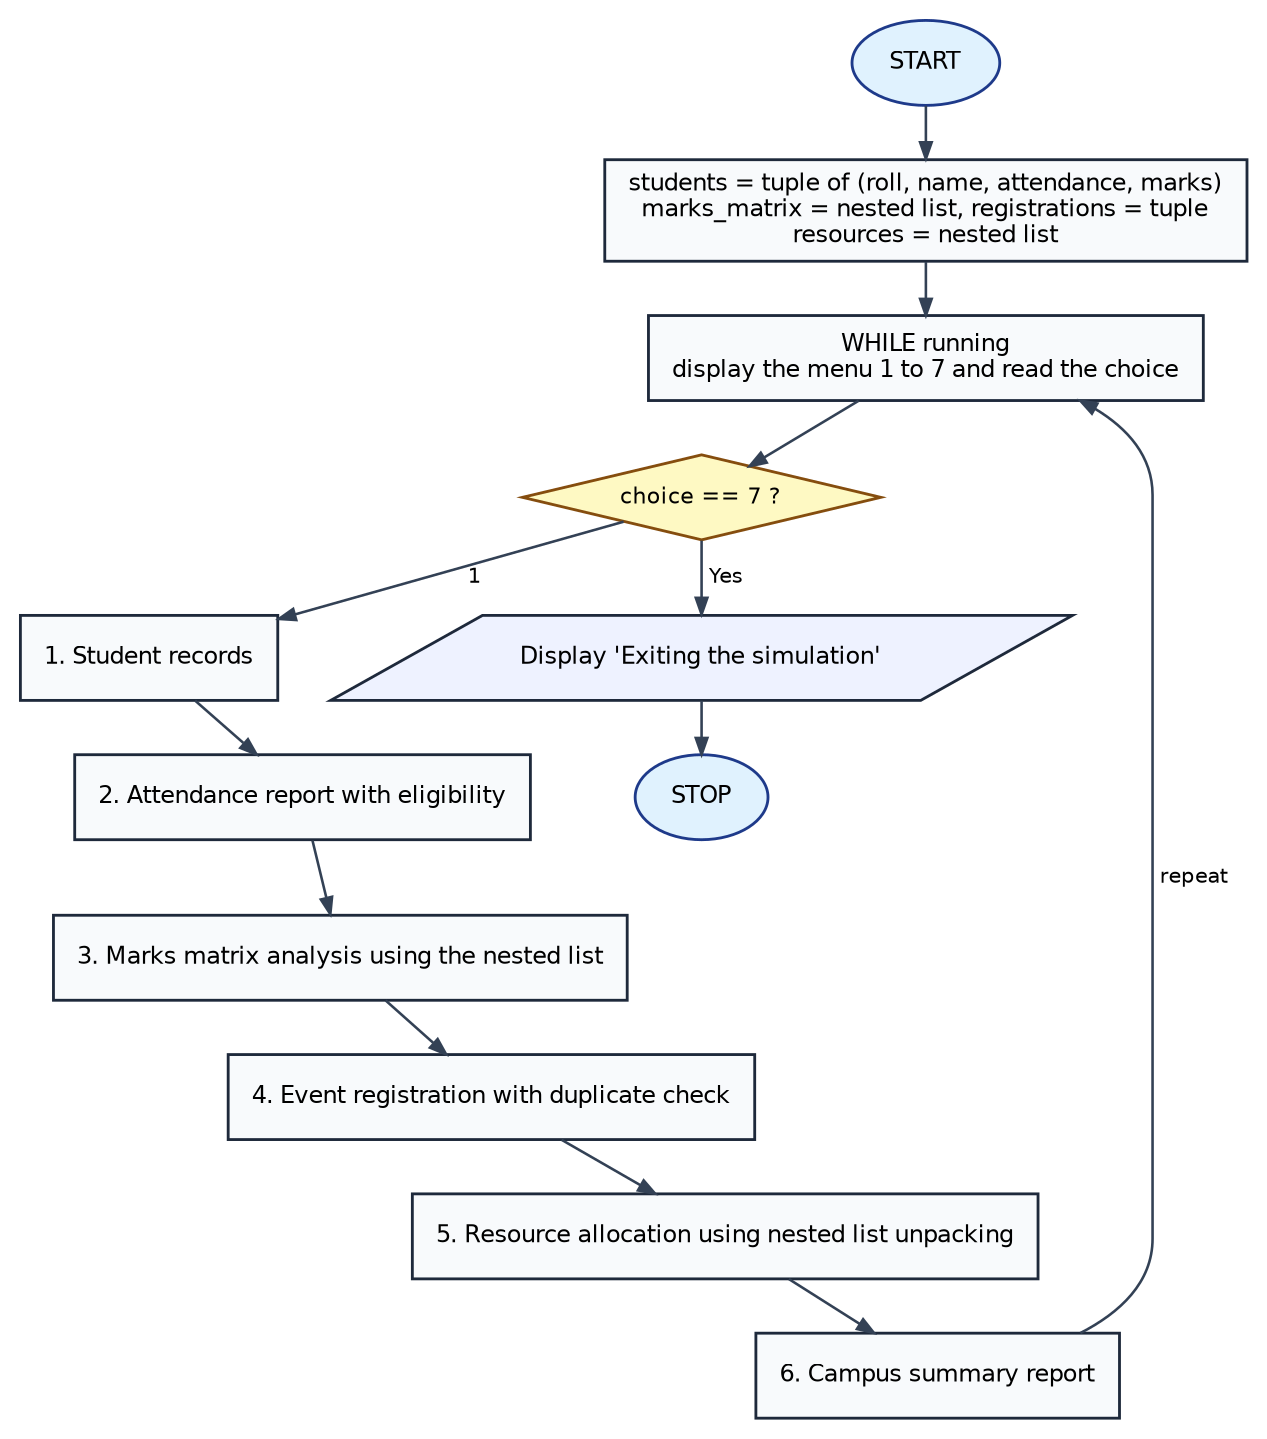 START
students = tuple of (roll, name, attendance, marks)
marks_matrix = nested list, registrations = tuple
resources = nested list
WHILE running
display the menu 1 to 7 and read the choice
choice == 7 ?
1
Yes
1. Student records
Display 'Exiting the simulation'
2. Attendance report with eligibility
STOP
repeat
3. Marks matrix analysis using the nested list
4. Event registration with duplicate check
5. Resource allocation using nested list unpacking
6. Campus summary report